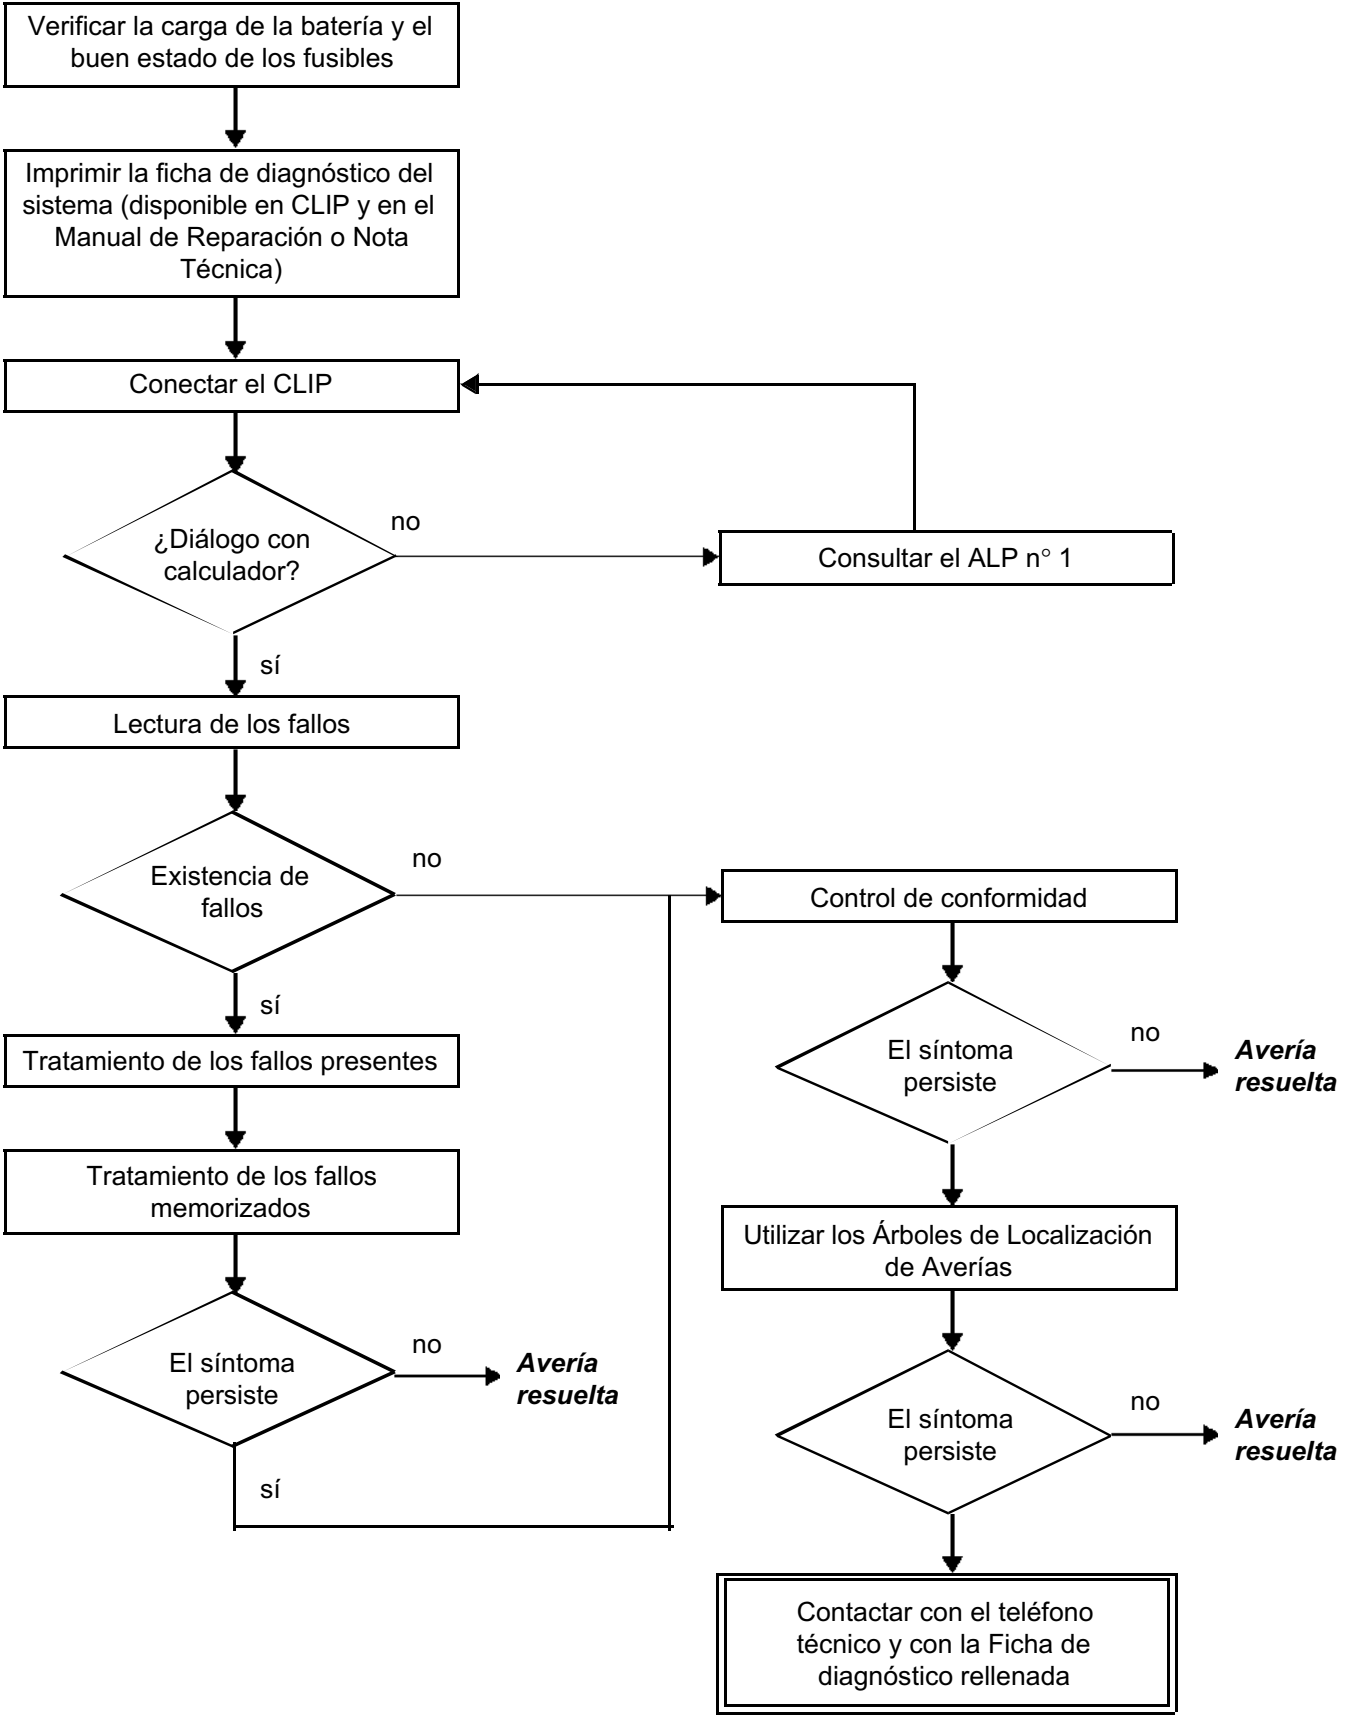 Verificar la carga de la batería y el
buen estado de los fusibles
Imprimir la ficha de diagnóstico del
sistema (disponible en CLIP y en el
Manual de Reparación o Nota
Técnica)
Conectar el CLIP
¿Diálogo con
calculador?
no
Consultar el ALP n° 1
sí
Lectura de los fallos
Existencia de
fallos
no
Control de conformidad
sí
Tratamiento de los fallos presentes
Tratamiento de los fallos
memorizados
El síntoma
persiste
no
Avería
resuelta
sí
El síntoma
persiste
no
Avería
resuelta
Utilizar los Árboles de Localización
de Averías
El síntoma
persiste
no
Avería
resuelta
Contactar con el teléfono
técnico y con la Ficha de
diagnóstico rellenada